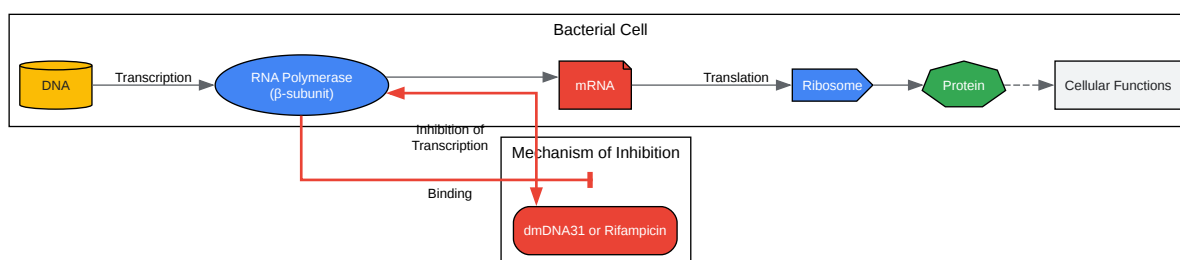 Bacterial Cell
DNA
Transcription
RNA Polymerase
(β-subunit)
mRNA
Translation
Ribosome
Protein
Cellular Functions
Inhibition of
Transcription
Mechanism of Inhibition
Binding
dmDNA31 or Rifampicin